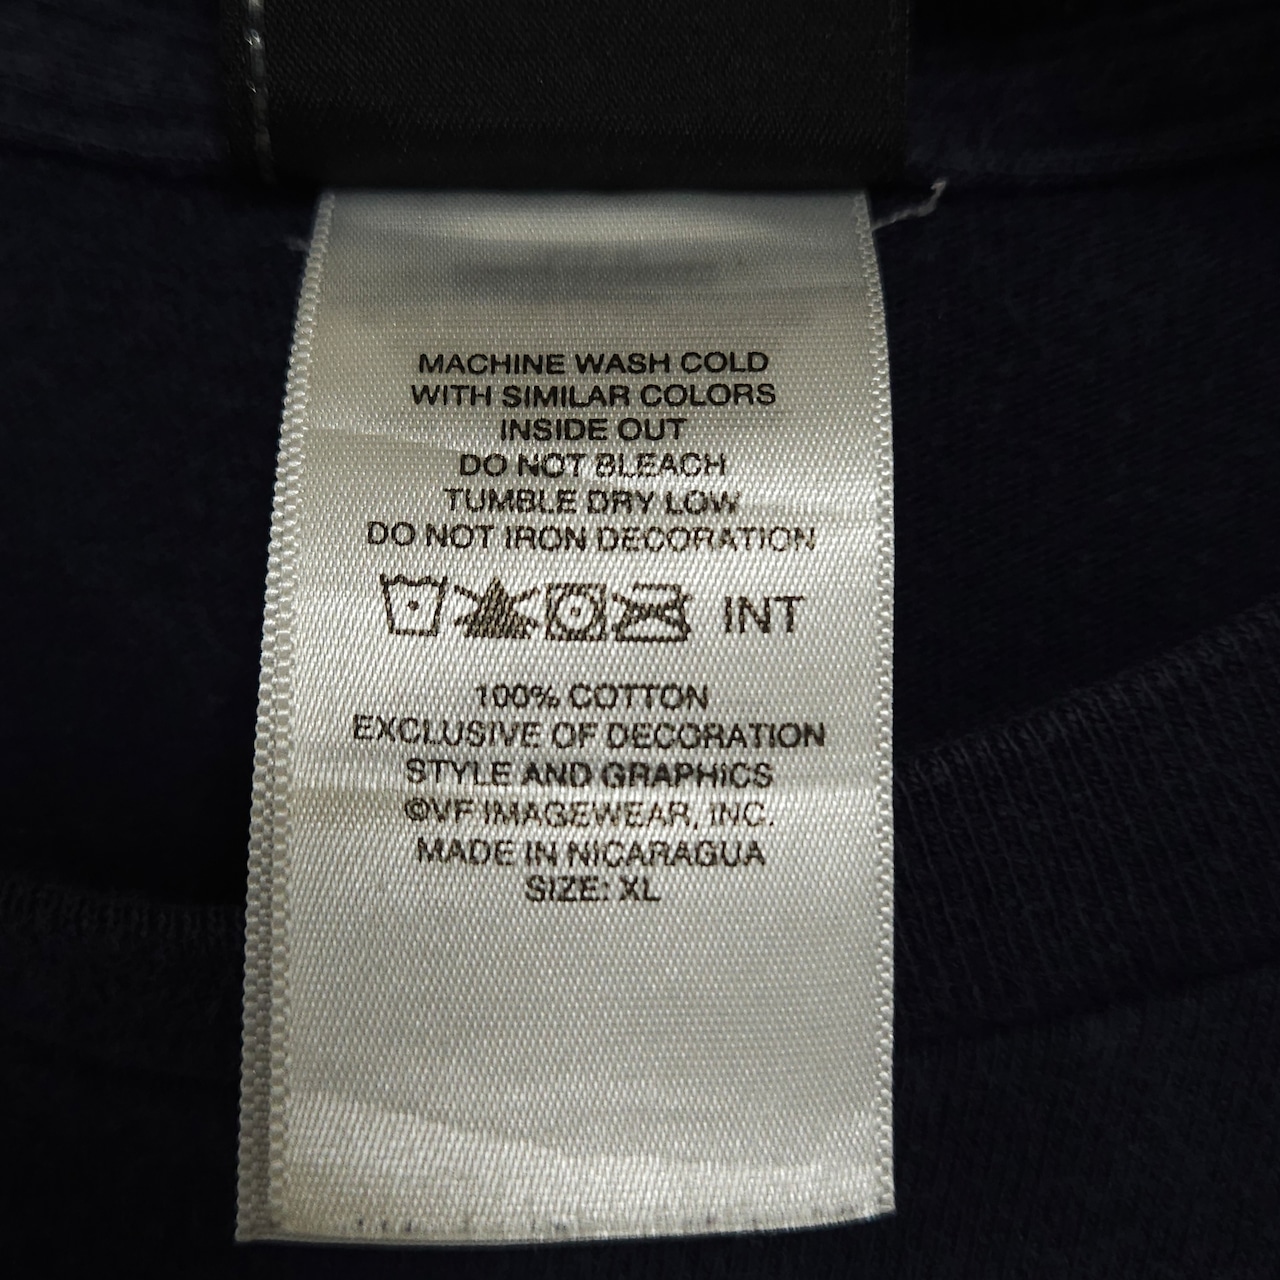 MACHINE WASH COLD
WITH SIMILAR COLORS
INSIDE OUT
DO NOT BLEACH
TUMBLE DRY LOW
DO NOT IRON DECORATION
INT
100% COTTON
EXCLUSIVE OF DECORATION
STYLE AND GRAPHICS
©VF IMAGEWEAR, INC.
MADE IN NICARAGUA
SIZE: XL